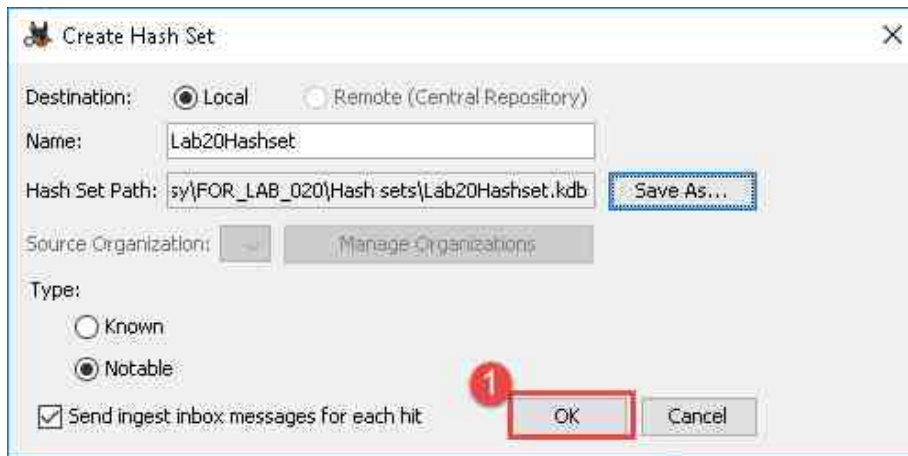 Create Hash Set
Destination: Local Remote (Central Repository)
Name: Lab20Hashset
Hash Set Path: sy\FOR_LAB_020\Hash sets\Lab20Hashset.kdb Save As...
Source Organization: Manage Organizations
Type:
Known
Notable
1
Send ingest inbox messages for each hit OK Cancel